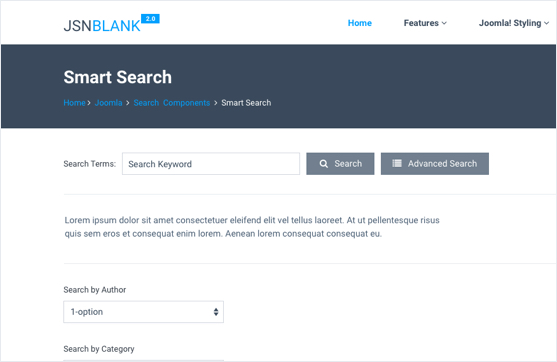 JSNBLANK 2.0
Home Features Joomla! Styling
Smart Search
Home Joomla Search Components Smart Search
Search Terms: Search Keyword Search Advanced Search
Lorem ipsum dolor sit amet consectetuer eleifend elit vel tellus laoreet. At ut pellentesque risus
quis sem eros et consequat enim lorem. Aenean lorem consequat consequat eu.
Search by Author
1-option
Search by Category